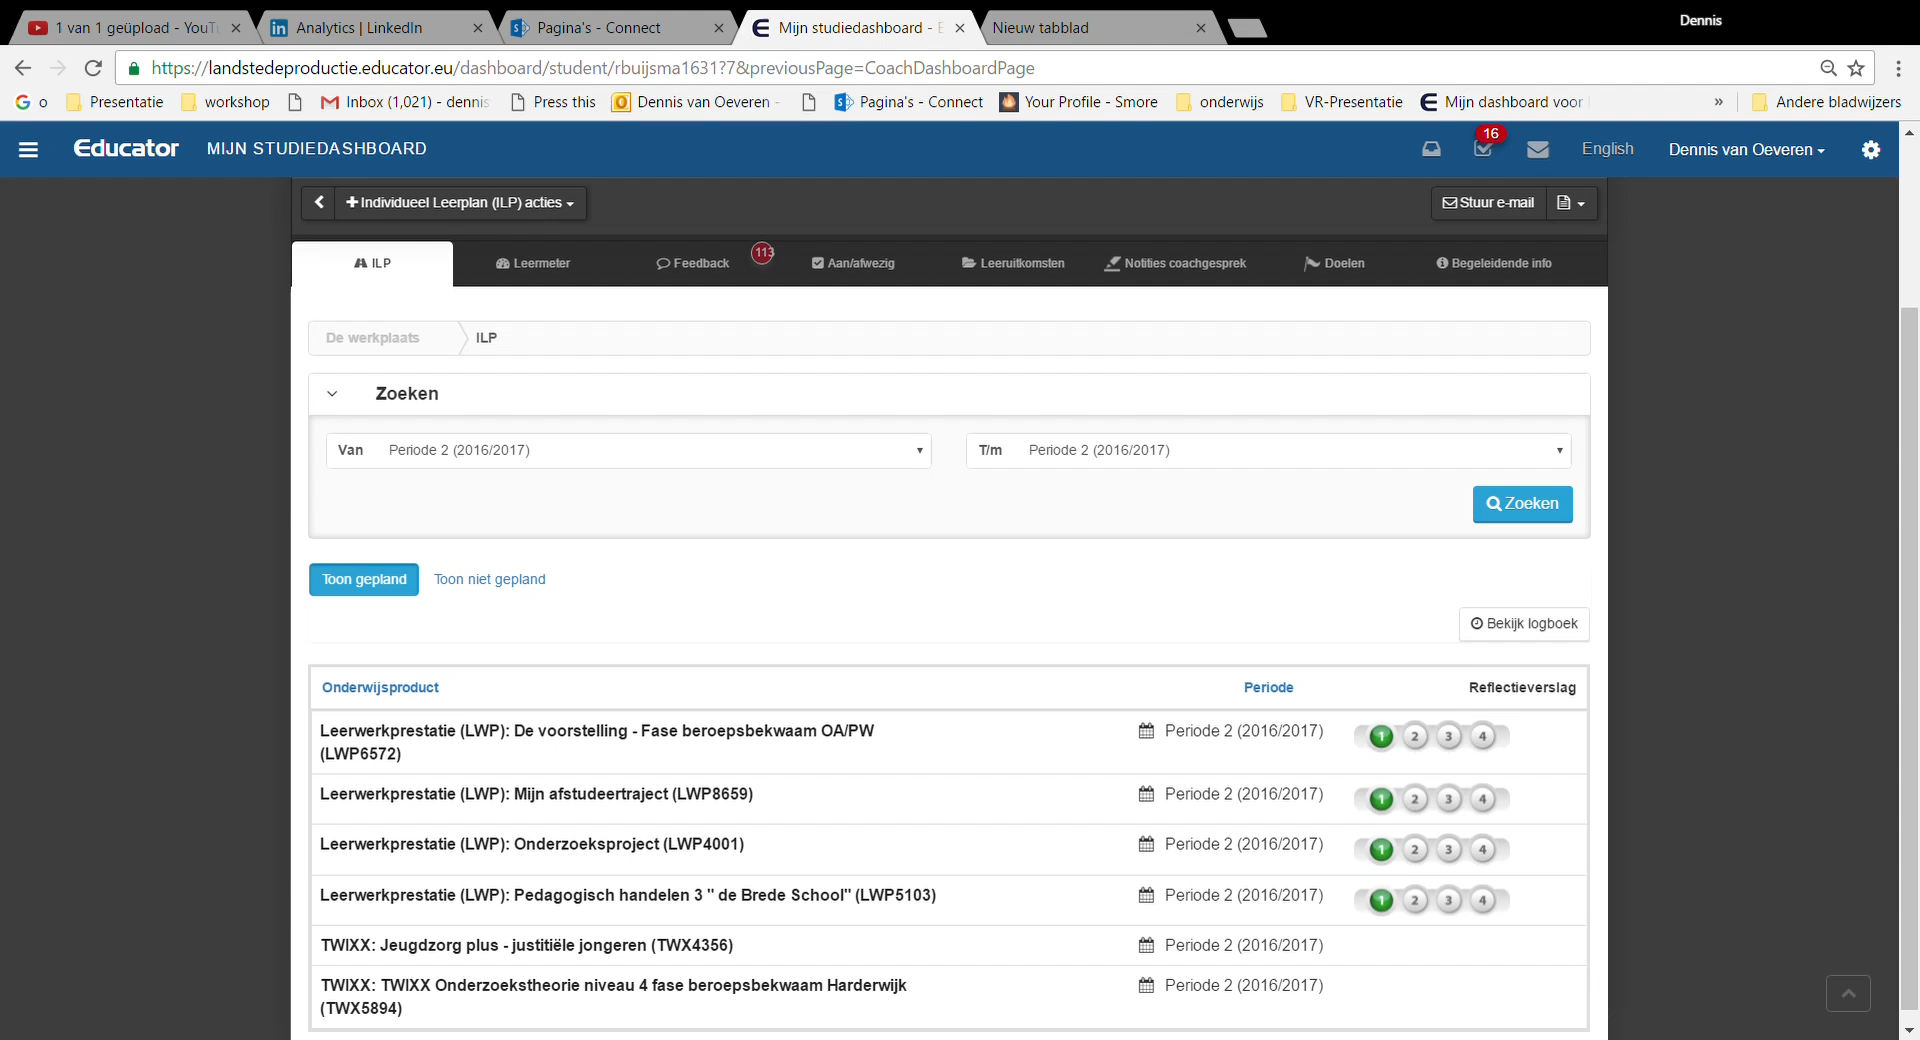 1 van 1 geüpload - YouT
Analytics | LinkedIn
Pagina's - Connect
Mijn studiedashboard - E
Nieuw tabblad
Dennis
https://landstedeproductie.educator.eu/dashboard/student/rbuijsma1631?7&previousPage=CoachDashboardPage
G o
Presentatie
workshop
Inbox (1,021) - dennis
Press this
Dennis van Oeveren -
Pagina's - Connect
Your Profile - Smore
onderwijs
VR-Presentatie
Mijn dashboard voor
»
Andere bladwijzers
Educator
MIJN STUDIEDASHBOARD
16
English
Dennis van Oeveren
Individueel Leerplan (ILP) acties
Stuur e-mail
ILP
Leermeter
Feedback
113
Aan/afwezig
Leeruitkomsten
Notities coachgesprek
Doelen
Begeleidende info
De werkplaats
ILP
Zoeken
Van Periode 2 (2016/2017)
T/m Periode 2 (2016/2017)
Zoeken
Toon gepland
Toon niet gepland
Bekijk logboek
Onderwijsproduct Periode Reflectieverslag
Leerwerkprestatie (LWP): De voorstelling - Fase beroepsbekwaam OA/PW Periode 2 (2016/2017) 1 2 3 4
(LWP6572)
Leerwerkprestatie (LWP): Mijn afstudeertraject (LWP8659) Periode 2 (2016/2017) 1 2 3 4
Leerwerkprestatie (LWP): Onderzoeksproject (LWP4001) Periode 2 (2016/2017) 1 2 3 4
Leerwerkprestatie (LWP): Pedagogisch handelen 3 " de Brede School" (LWP5103) Periode 2 (2016/2017) 1 2 3 4
TWIXX: Jeugdzorg plus - justitiële jongeren (TWX4356) Periode 2 (2016/2017)
TWIXX: TWIXX Onderzoekstheorie niveau 4 fase beroepsbekwaam Harderwijk Periode 2 (2016/2017)
(TWX5894)